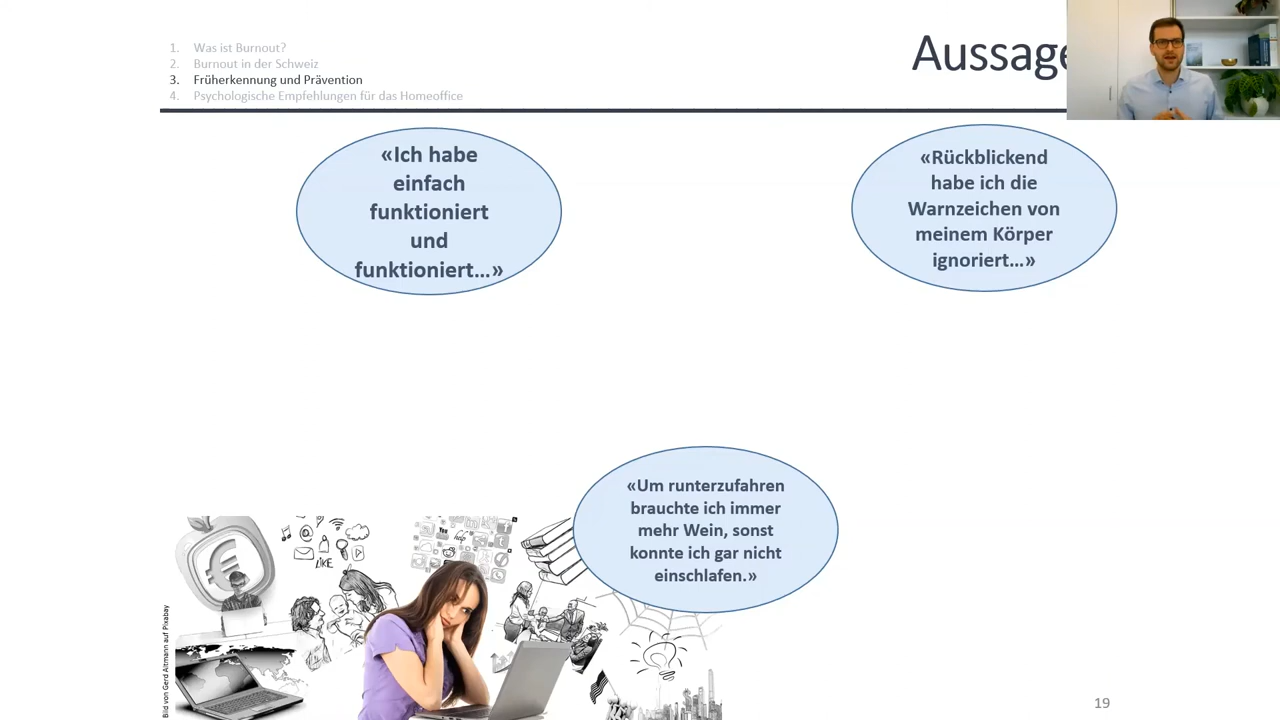 1. Was ist Burnout?
2. Burnout in der Schweiz
3. Früherkennung und Prävention
4. Psychologische Empfehlungen für das Homeoffice
Aussage
«Ich habe
einfach
funktioniert
und
funktioniert...»
«Rückblickend
habe ich die
Warnzeichen von
meinem Körper
ignoriert...»
«Um runterzufahren
brauchte ich immer
mehr Wein, sonst
konnte ich gar nicht
einschlafen.»
LIKE
help
Bild von Gerd Altmann auf Pixabay
19